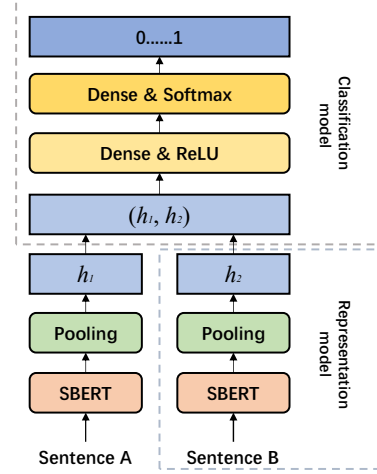 0......1
Dense & Softmax
Dense & ReLU
(h₁, h₂)
Classification
model
h₁
h₂
Pooling
Pooling
SBERT
SBERT
Representation
model
Sentence A
Sentence B